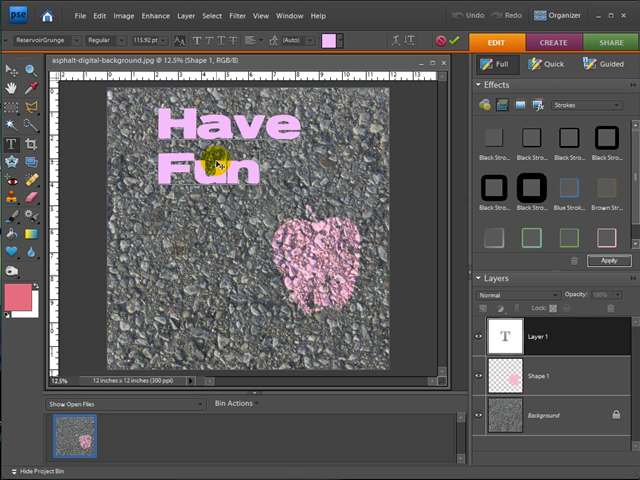 pse File Edit Image Enhance Layer Select Filter View Window Help Undo Redo Organizer
ReservoirGrunge Regular 115.92 pt (Auto) EDIT CREATE SHARE
asphalt-digital-background.jpg @ 12.5% (Shape 1, RGB/8)
Full Quick Guided
Effects
Strokes
Have
Fun
Black Stro... Black Stro... Black Stro... Black Stro...
Black Stro... Black Stro... Blue Strok... Brown Str...
Apply
Layers
Normal Opacity: 100%
Lock:
T Layer 1
Shape 1
Background
12.5% 12 inches x 12 inches (300 ppi)
Show Open Files Bin Actions
Hide Project Bin